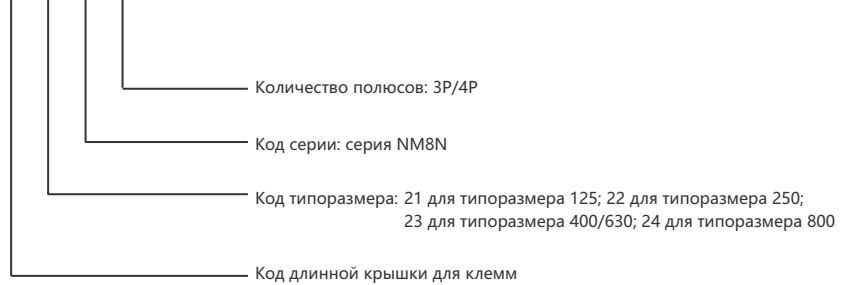 Количество полюсов: 3P/4P
Код серии: серия NM8N
Код типоразмера: 21 для типоразмера 125; 22 для типоразмера 250;
23 для типоразмера 400/630; 24 для типоразмера 800
Код длинной крышки для клемм